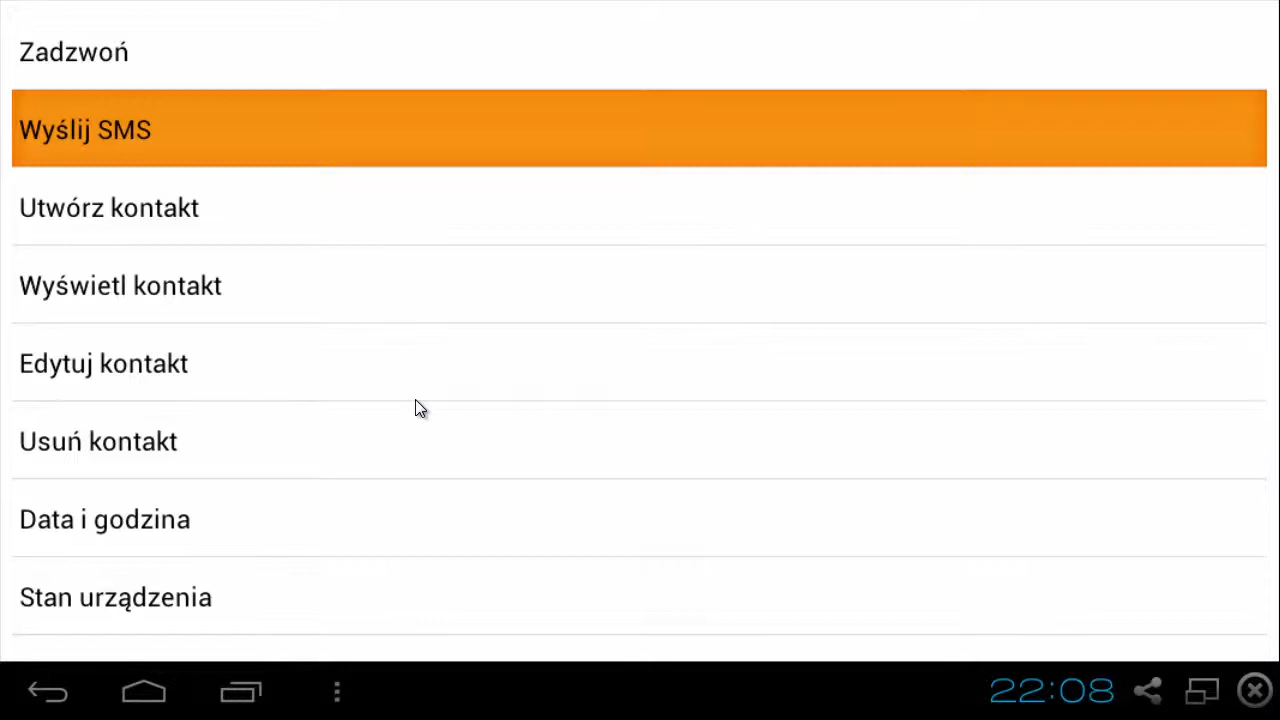 Zadzwoń
Wyślij SMS
Utwórz kontakt
Wyświetl kontakt
Edytuj kontakt
Usuń kontakt
Data i godzina
Stan urządzenia
22:08